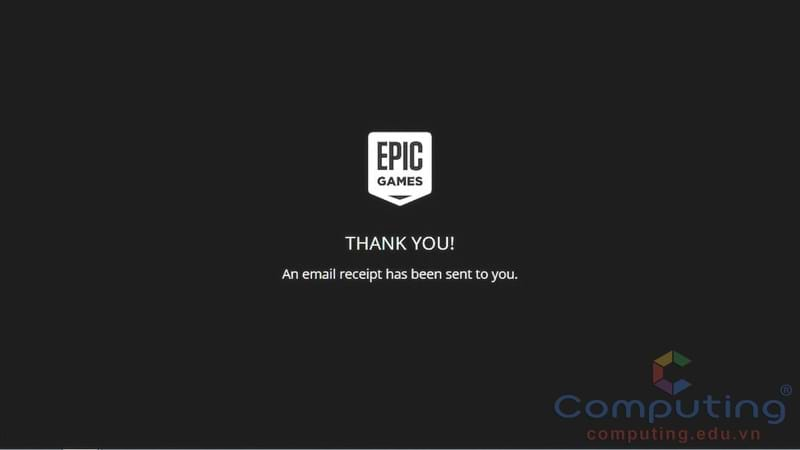 EPIC
GAMES
THANK YOU!
An email receipt has been sent to you.
Computing®
computing.edu.vn